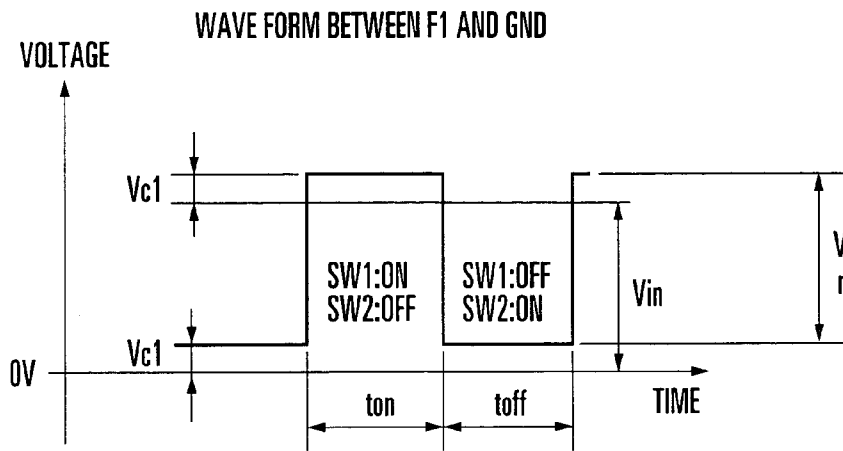 WAVE FORM BETWEEN F1 AND GND
VOLTAGE
Vc1
SW1:ON
SW2:OFF
SW1:OFF
SW2:ON
Vin
V
Vc1
0V
ton
toff
TIME